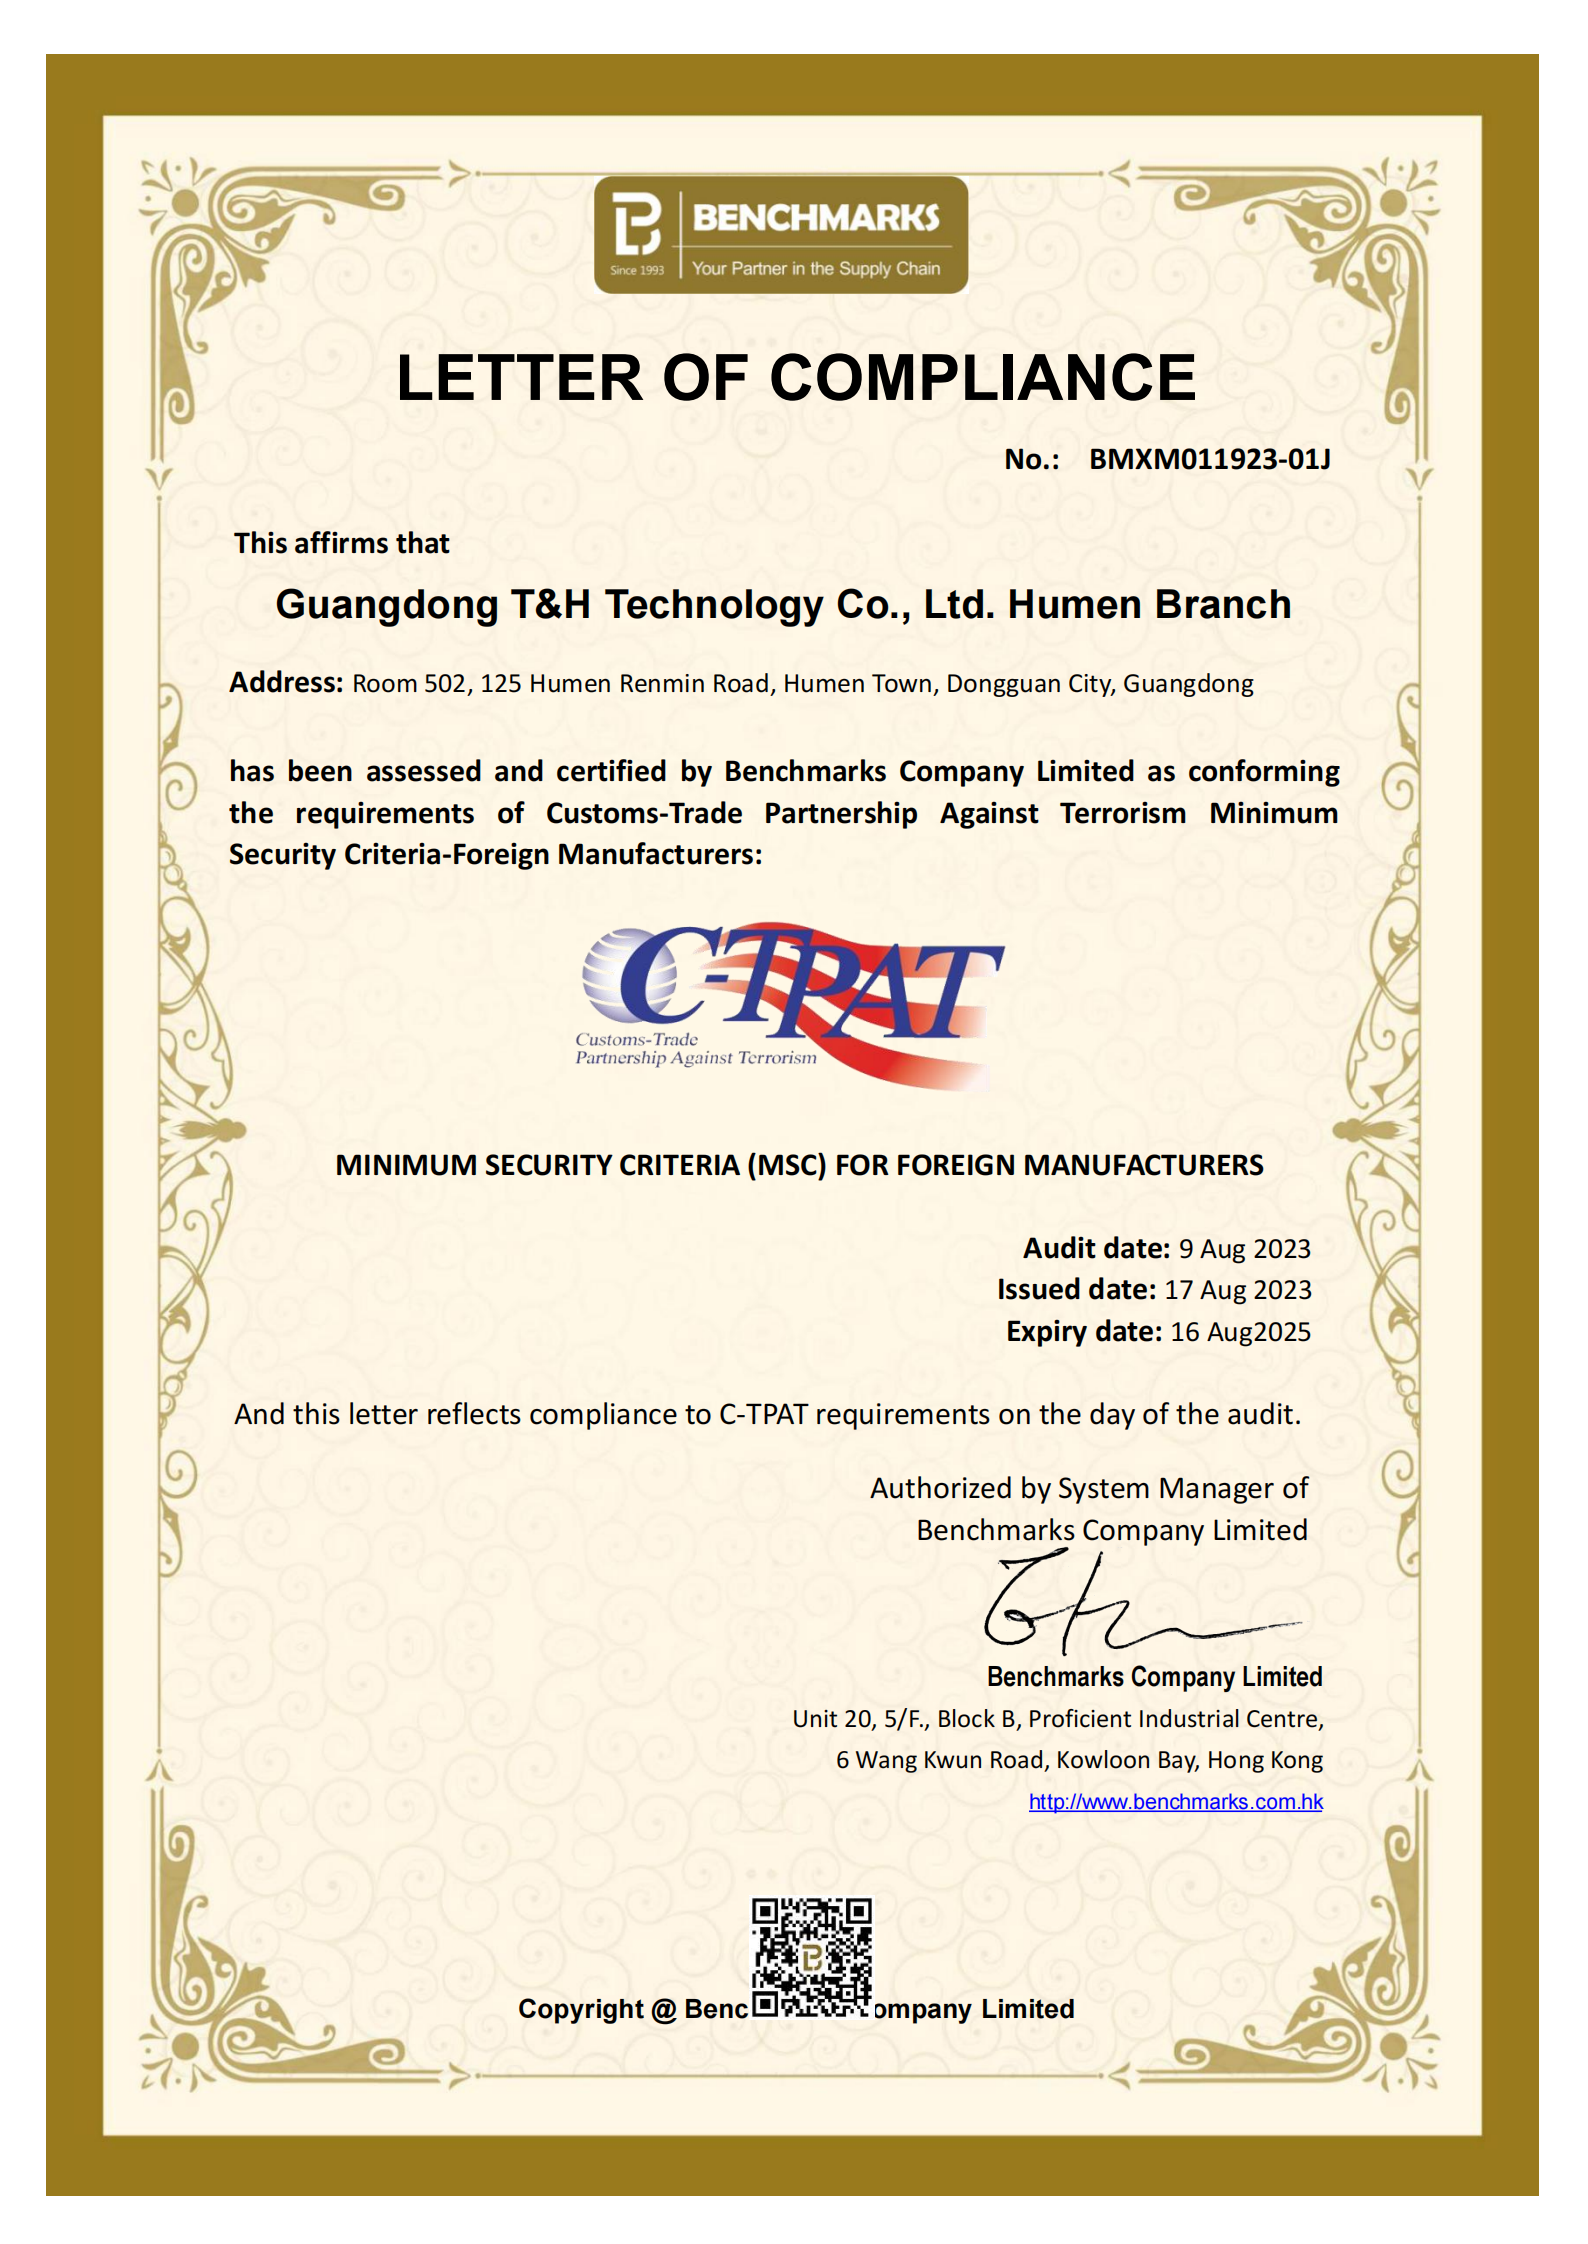 BENCHMARKS
Since 1993
Your Partner in the Supply Chain
LETTER OF COMPLIANCE
No.: BMXM011923-01J
This affirms that
Guangdong T&H Technology Co., Ltd. Humen Branch
Address: Room 502, 125 Humen Renmin Road, Humen Town, Dongguan City, Guangdong
has been assessed and certified by Benchmarks Company Limited as conforming
the requirements of Customs-Trade Partnership Against Terrorism Minimum
Security Criteria-Foreign Manufacturers:
C-TPAT
Customs-Trade
Partnership Against Terrorism
MINIMUM SECURITY CRITERIA (MSC) FOR FOREIGN MANUFACTURERS
Audit date: 9 Aug 2023
Issued date: 17 Aug 2023
Expiry date: 16 Aug2025
And this letter reflects compliance to C-TPAT requirements on the day of the audit.
Authorized by System Manager of
Benchmarks Company Limited
Benchmarks Company Limited
Unit 20, 5/F., Block B, Proficient Industrial Centre,
6 Wang Kwun Road, Kowloon Bay, Hong Kong
http://www.benchmarks.com.hk
Copyright @ Benc ompany Limited